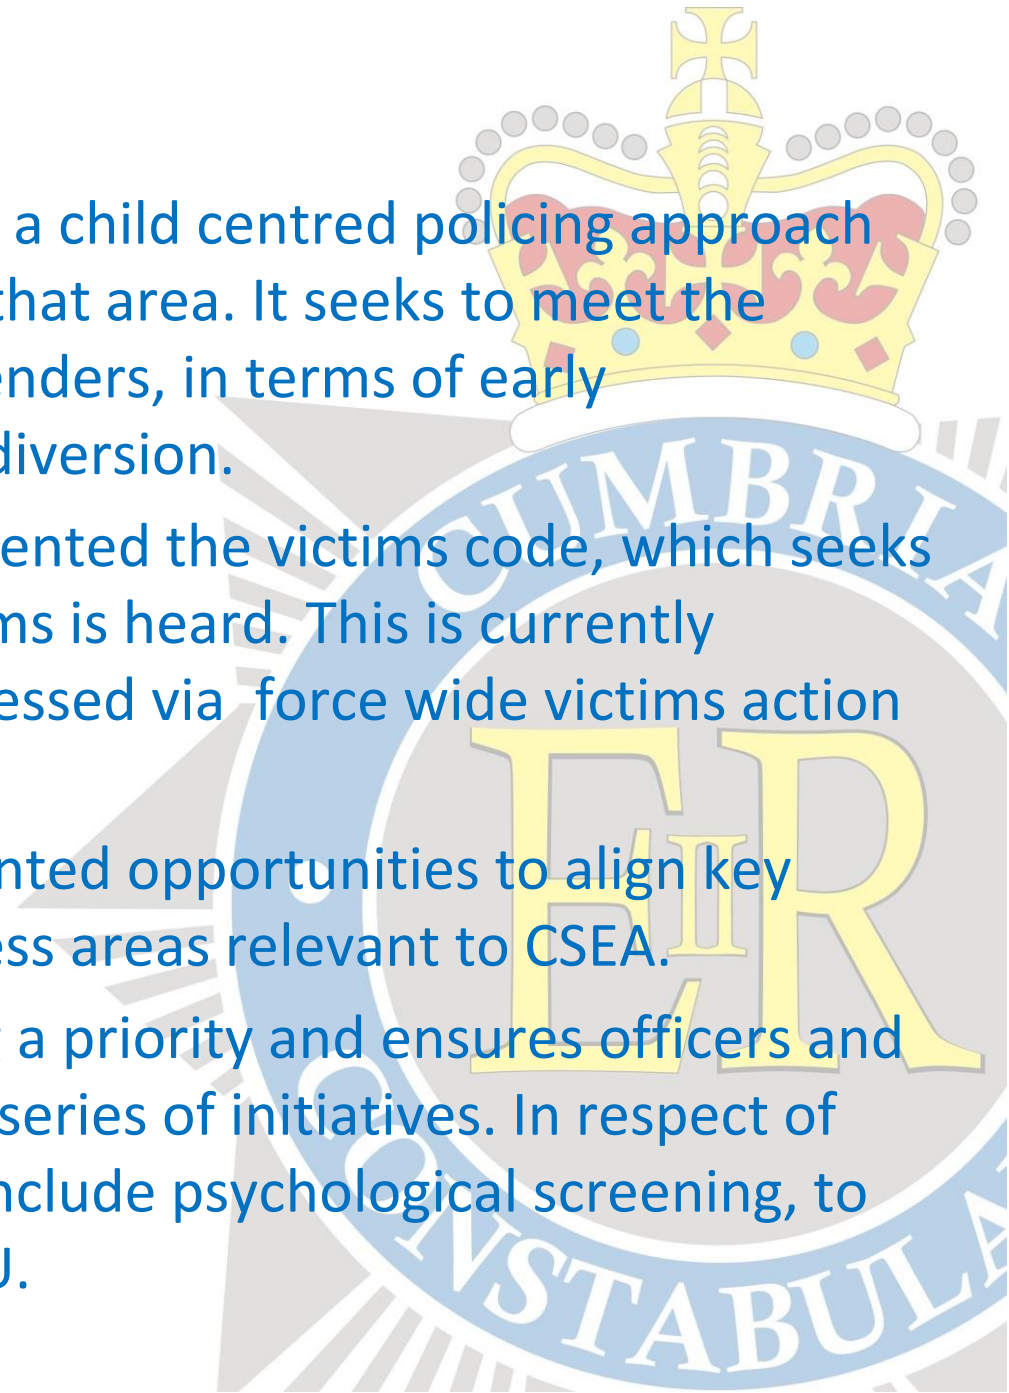 a child centred policing approach
that area. It seeks to meet the
enders, in terms of early
diversion.
ented the victims code, which seeks
ms is heard. This is currently
essed via  force wide victims action
nted opportunities to align key
ess areas relevant to CSEA.
a priority and ensures officers and
series of initiatives. In respect of
nclude psychological screening, to
J.
CUMBRIA
EIIR
CONSTABULA